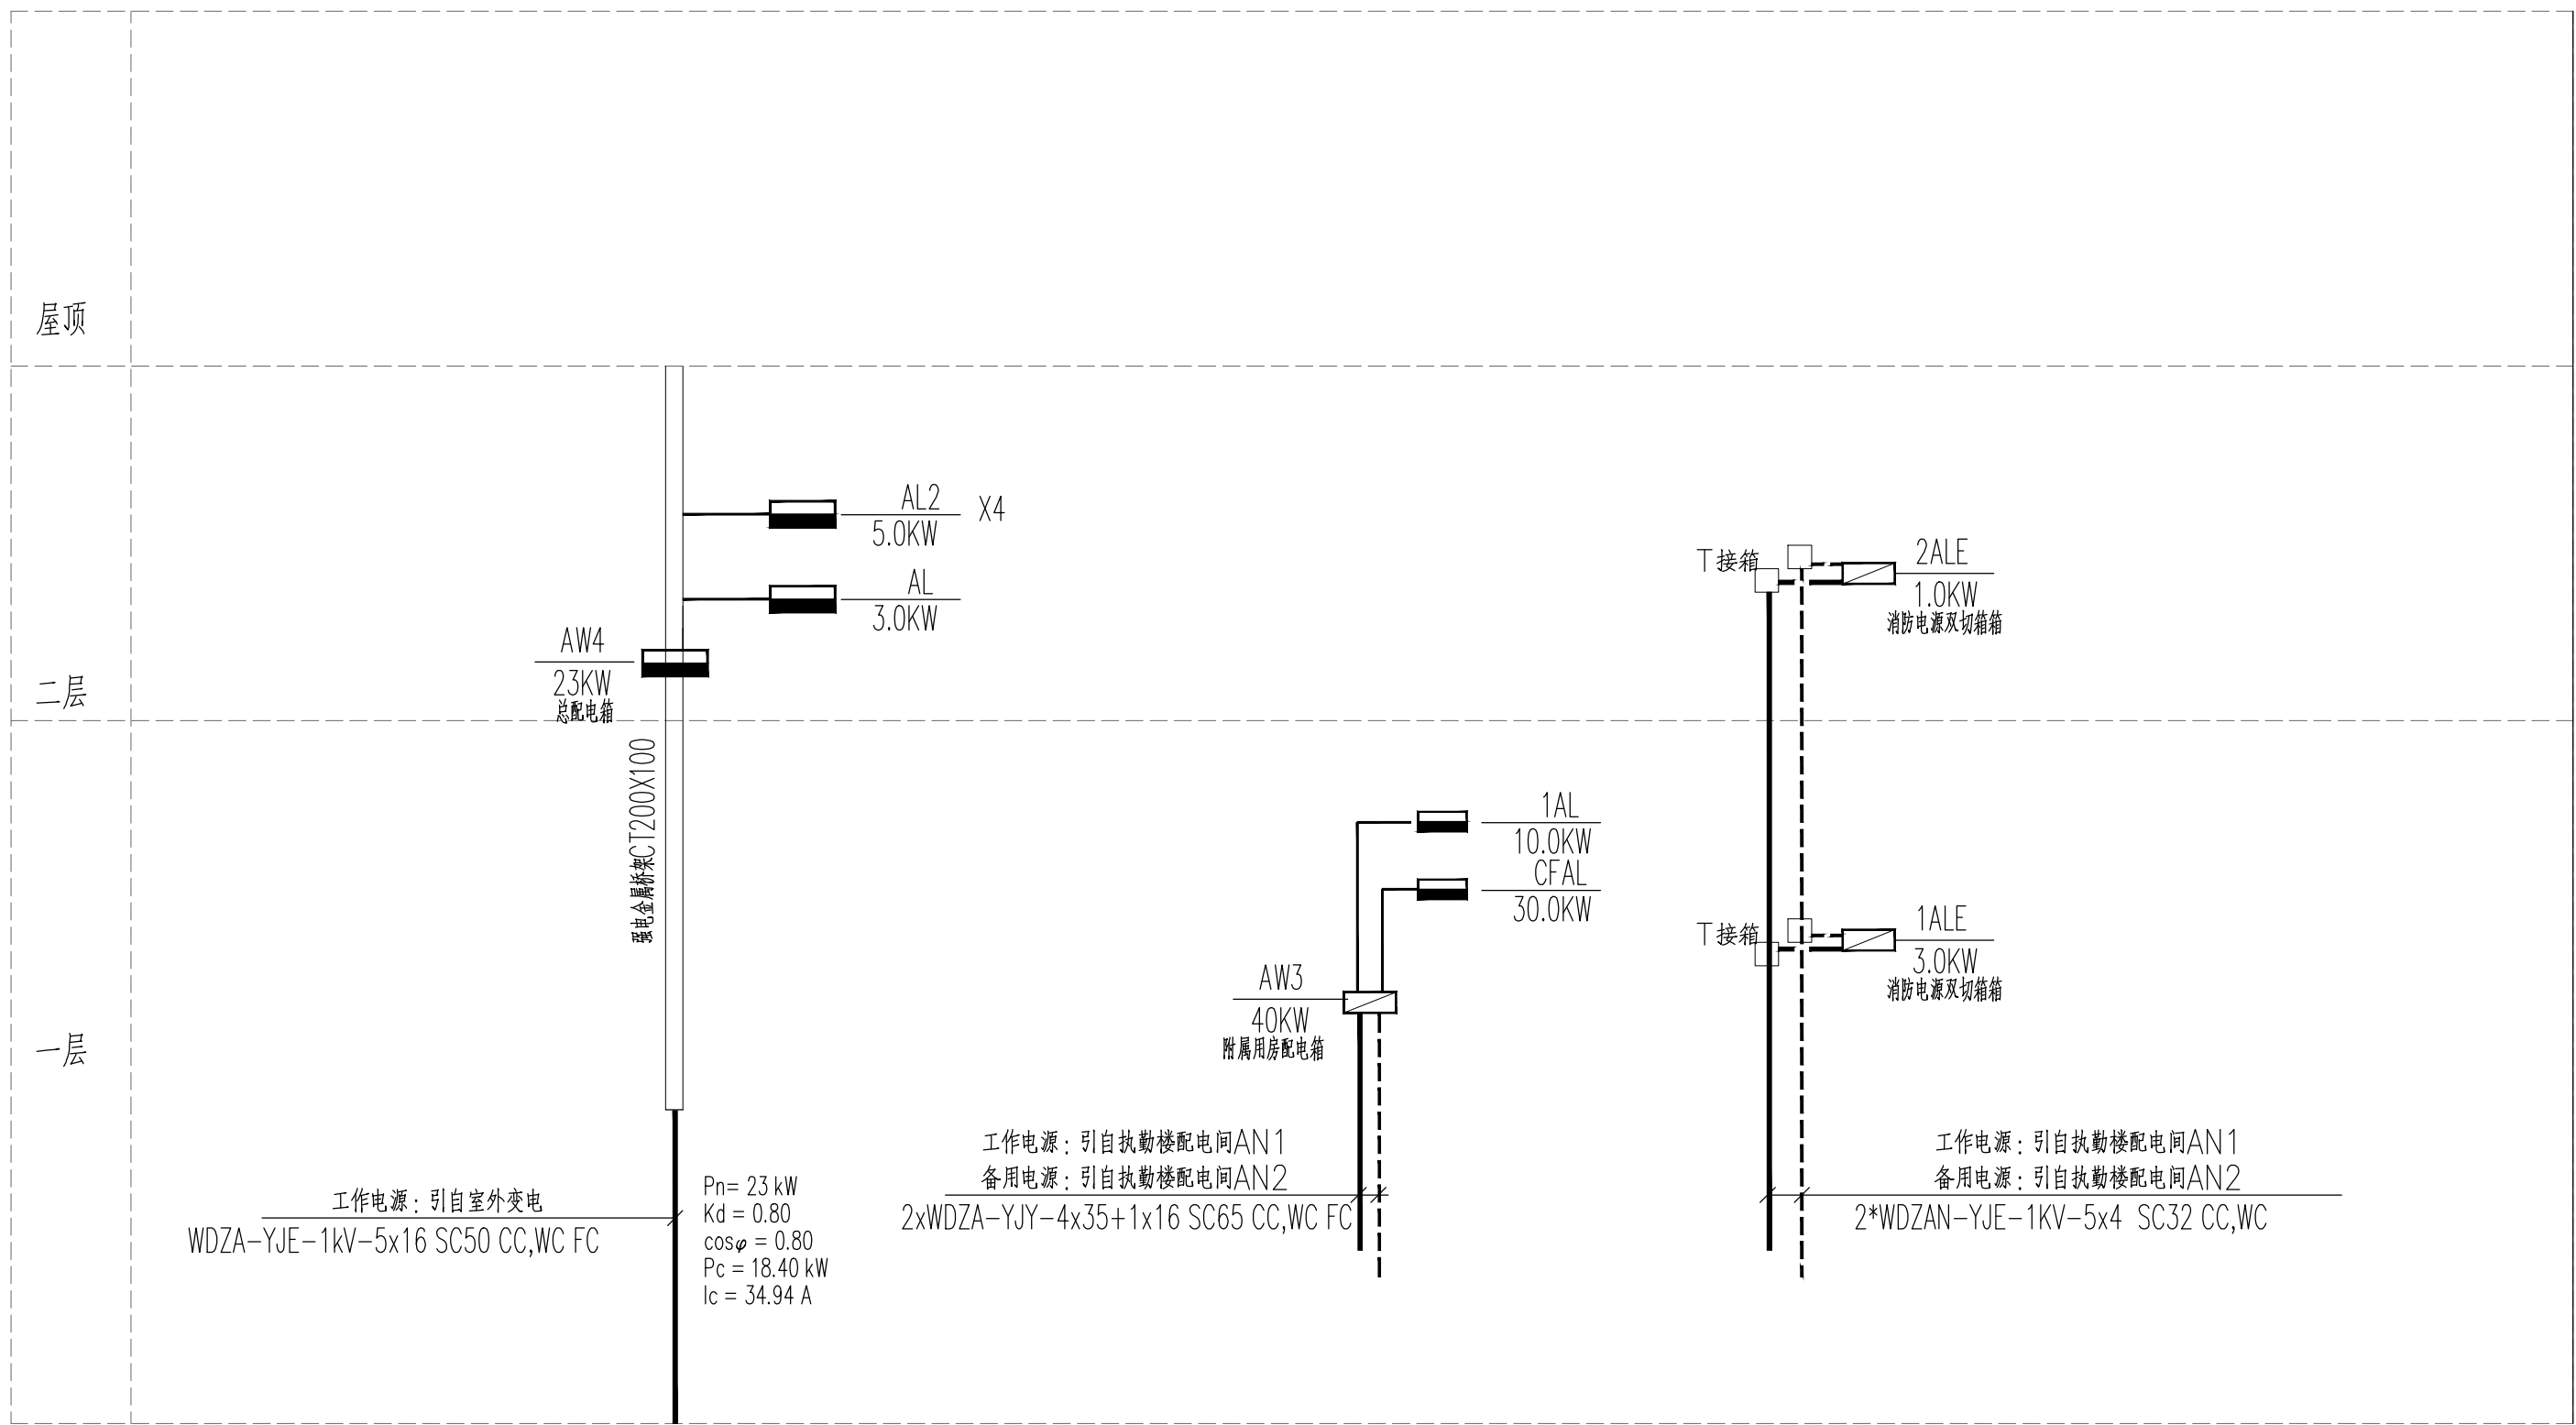 屋顶
AL2 X4
5.0KW
AL
3.0KW
AW4
23KW
总配电箱
T接箱
2ALE
1.0KW
消防电源双切箱箱
二层
强电金属桥架CT200X100
1AL
10.0KW
CFAL
30.0KW
AW3
40KW
附属用房配电箱
T接箱
1ALE
3.0KW
消防电源双切箱箱
一层
工作电源：引自室外变电
WDZA-YJE-1kV-5x16 SC50 CC,WC FC
Pn= 23 kW
Kd = 0.80
cosφ = 0.80
Pc = 18.40 kW
Ic = 34.94 A
工作电源：引自执勤楼配电间AN1
备用电源：引自执勤楼配电间AN2
2xWDZA-YJY-4x35+1x16 SC65 CC,WC FC
工作电源：引自执勤楼配电间AN1
备用电源：引自执勤楼配电间AN2
2*WDZAN-YJE-1KV-5x4 SC32 CC,WC